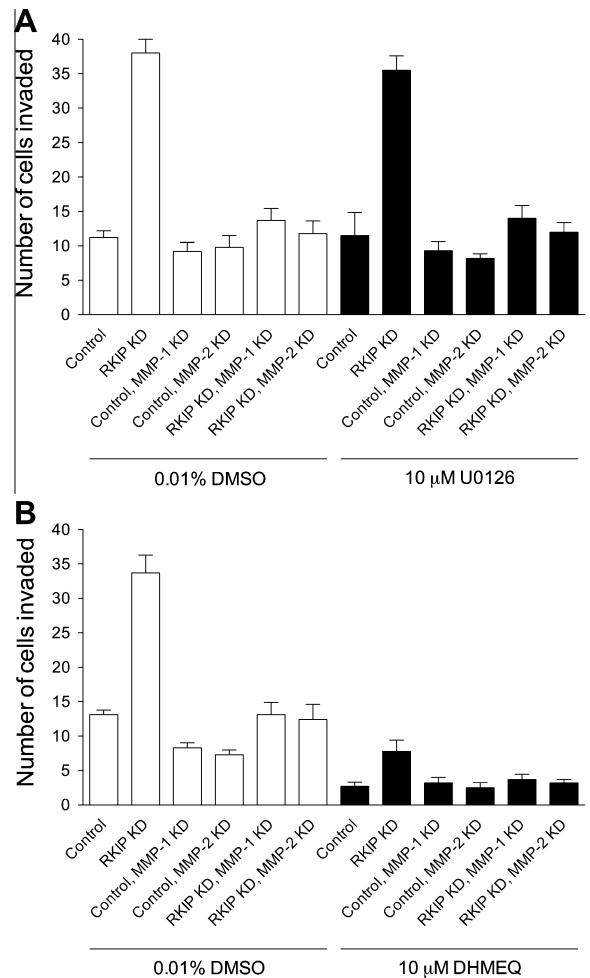 A
Number of cells invaded
40
35
30
25
20
15
10
5
0
Control
RKIP KD
Control, MMP-1 KD
Control, MMP-2 KD
RKIP KD, MMP-1 KD
RKIP KD, MMP-2 KD
Control
RKIP KD
Control, MMP-1 KD
Control, MMP-2 KD
RKIP KD, MMP-1 KD
RKIP KD, MMP-2 KD
0.01% DMSO
10 μM U0126
B
Number of cells invaded
40
35
30
25
20
15
10
5
0
Control
RKIP KD
Control, MMP-1 KD
Control, MMP-2 KD
RKIP KD, MMP-1 KD
RKIP KD, MMP-2 KD
Control
RKIP KD
Control, MMP-1 KD
Control, MMP-2 KD
RKIP KD, MMP-1 KD
RKIP KD, MMP-2 KD
0.01% DMSO
10 μM DHMEQ